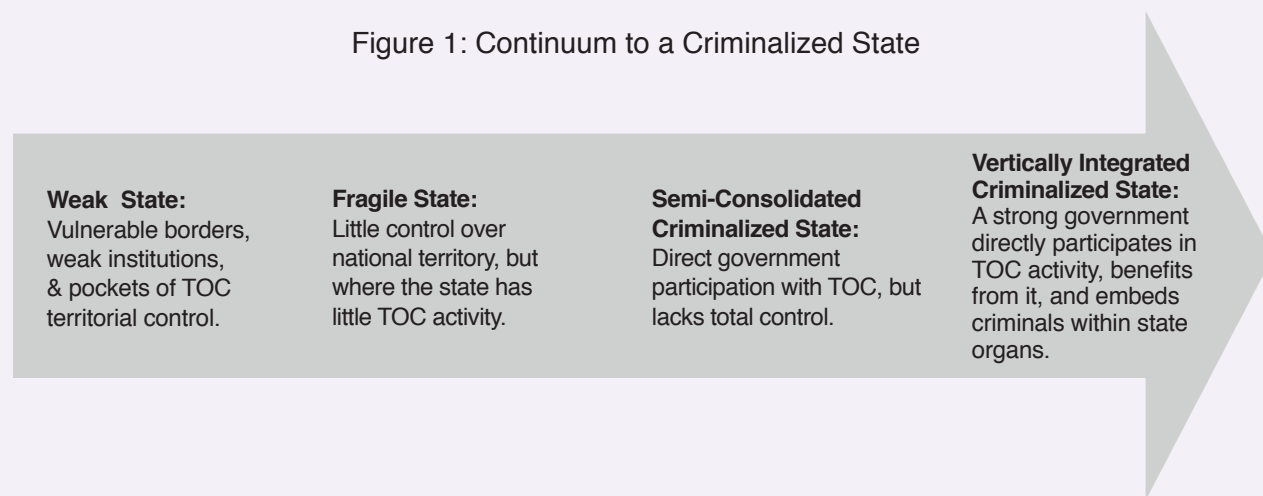 Figure 1: Continuum to a Criminalized State
Weak State:
Vulnerable borders,
weak institutions,
& pockets of TOC
territorial control.
Fragile State:
Little control over
national territory, but
where the state has
little TOC activity.
Semi-Consolidated
Criminalized State:
Direct government
participation with TOC, but
lacks total control.
Vertically Integrated
Criminalized State:
A strong government
directly participates in
TOC activity, benefits
from it, and embeds
criminals within state
organs.